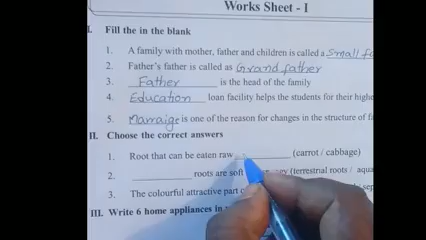 Works Sheet - I
I. Fill the in the blank
1. A family with mother, father and children is called a Small
2. Father's father is called as Grand father
3. Father is the head of the family
4. Education loan facility helps the students for their
5. Marraige is one of the reason for changes in the structure of
II. Choose the correct answers
1. Root that can be eaten raw (carrot / cabbage)
2. roots are soft (terrestrial roots /
3. The colourful attractive part
III. Write 6 home appliances in